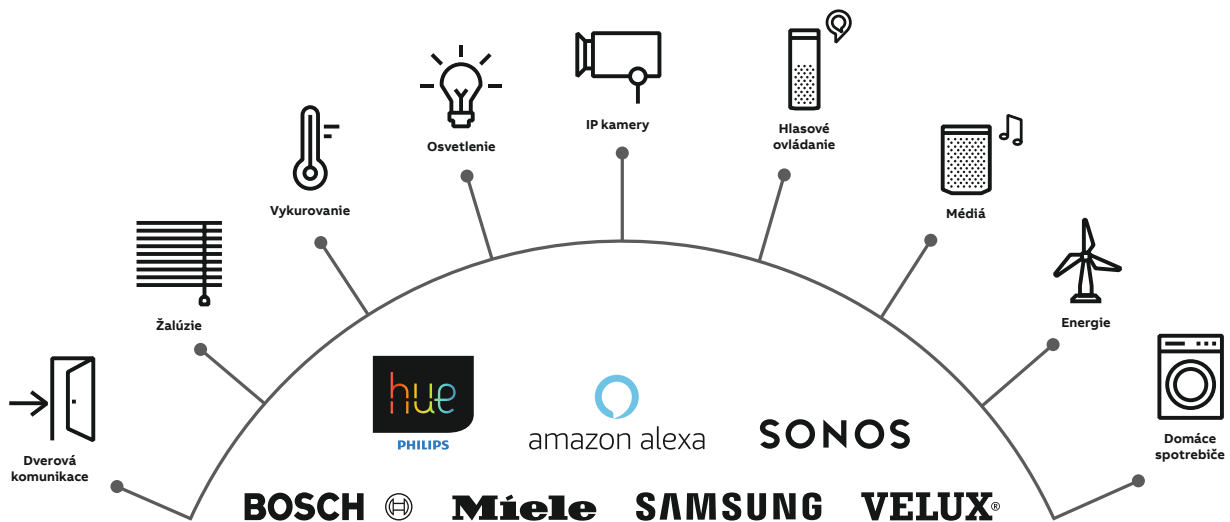 IP kamery
Hlasové
ovládanie
Osvetlenie
Médiá
Vykurovanie
Žalúzie
Energie
Dverová
komunikace
Domáce
spotrebiče
hue
PHILIPS
amazon alexa
SONOS
BOSCH
Miele
SAMSUNG
VELUX®